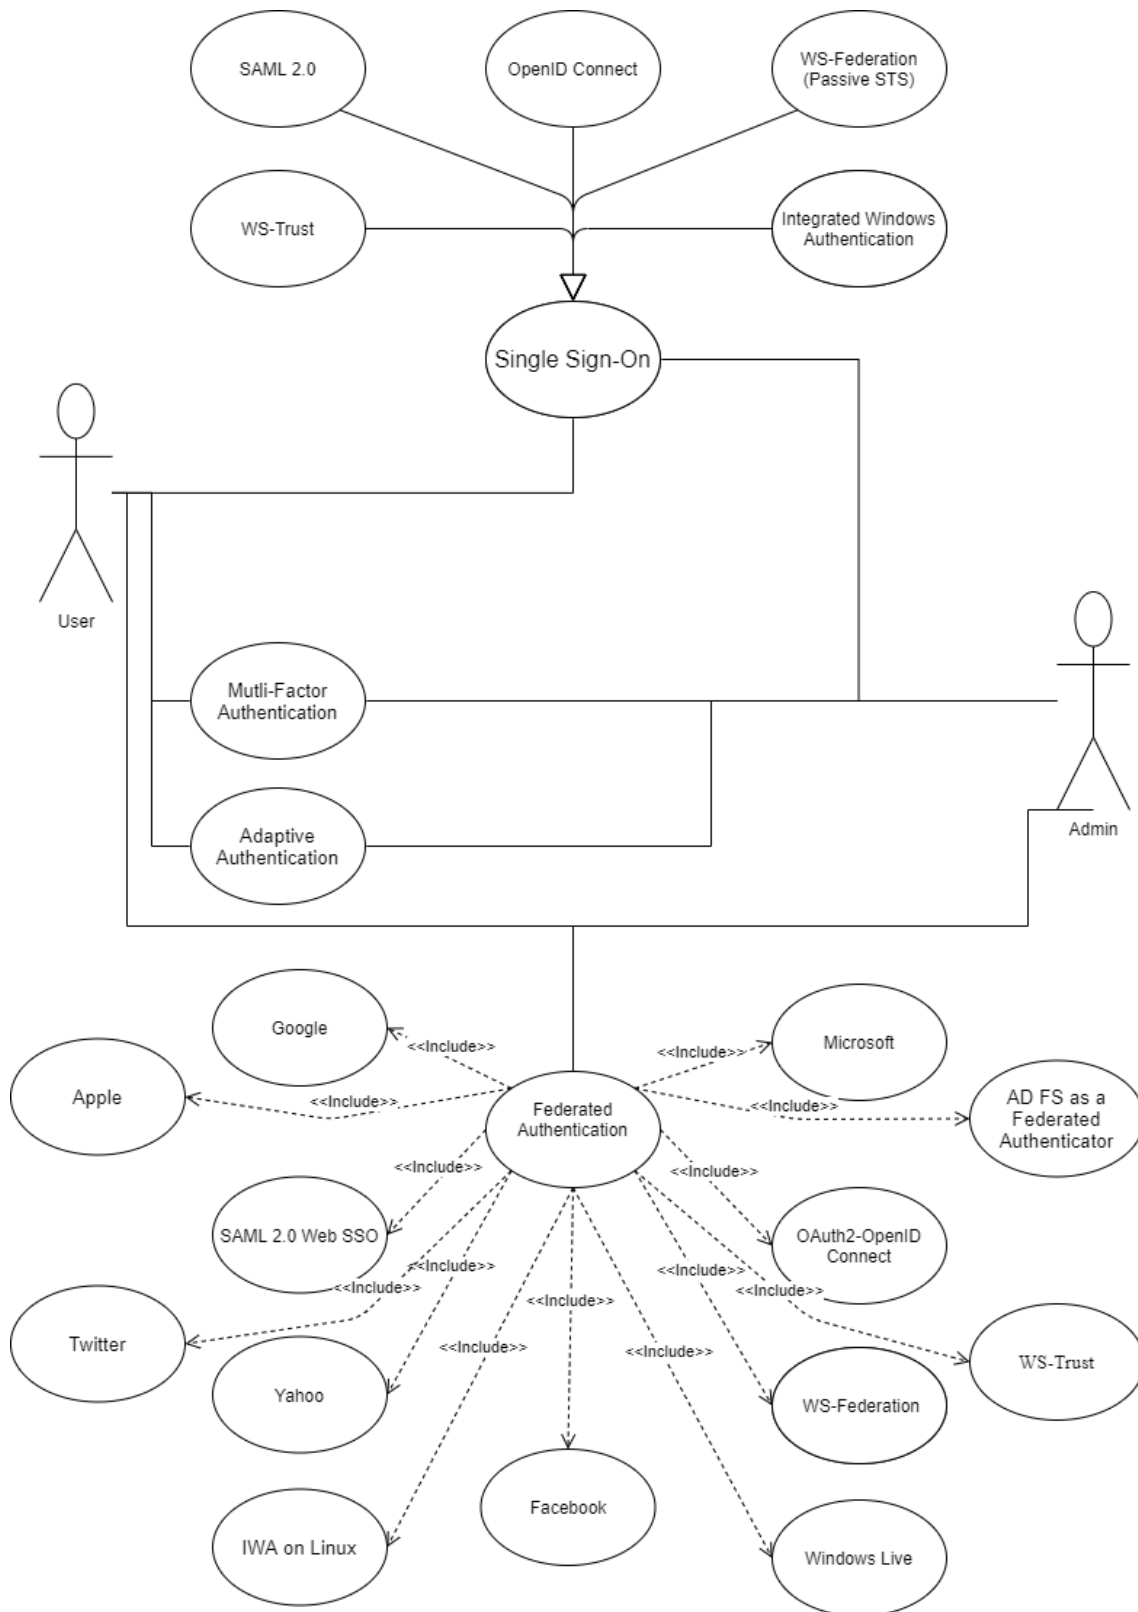 SAML 2.0
OpenID Connect
WS-Federation
(Passive STS)
WS-Trust
Integrated Windows
Authentication
Single Sign-On
User
Mutli-Factor
Authentication
Adaptive
Authentication
Admin
Google
<<Include>>
<<Include>>
Microsoft
Apple
<<Include>>
<<Include>>
AD FS as a
Federated
Authenticator
Federated
Authentication
<<Include>>
<<Include>>
SAML 2.0 Web SSO
OAuth2-OpenID
Connect
<<Include>>
<<Include>>
<<Include>>
<<Include>>
<<Include>>
Twitter
<<Include>>
<<Include>>
WS-Trust
Yahoo
WS-Federation
Facebook
IWA on Linux
Windows Live